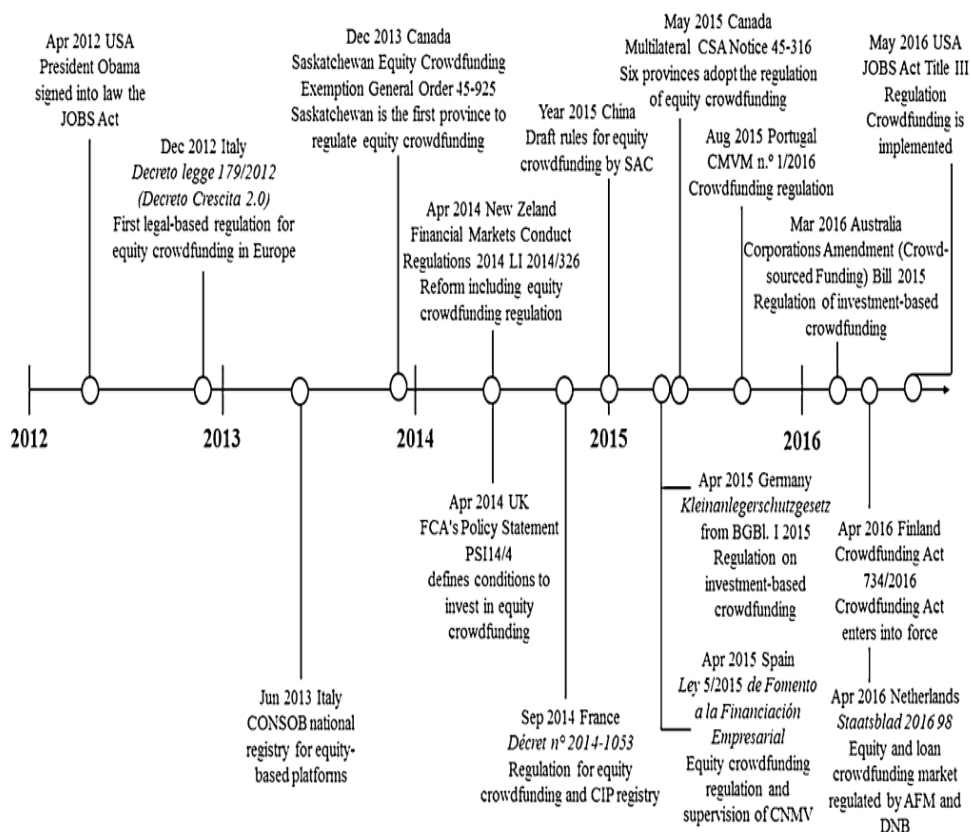 Apr 2012 USA
President Obama
signed into law the
JOBS Act
Dec 2012 Italy
Decreto legge 179/2012
(Decreto Crescita 2.0)
First legal-based regulation for
equity crowdfunding in Europe
Dec 2013 Canada
Saskatchewan Equity Crowdfunding
Exemption General Order 45-925
Saskatchewan is the first province to
regulate equity crowdfunding
Apr 2014 New Zeland
Financial Markets Conduct
Regulations 2014 LI 2014/326
Reform including equity
crowdfunding regulation
Year 2015 China
Draft rules for equity
crowdfunding by SAC
May 2015 Canada
Multilateral CSA Notice 45-316
Six provinces adopt the regulation
of equity crowdfunding
Aug 2015 Portugal
CMVM n.º 1/2016
Crowdfunding regulation
Mar 2016 Australia
Corporations Amendment (Crowd-
sourced Funding) Bill 2015
Regulation of investment-based
crowdfunding
May 2016 USA
JOBS Act Title III
Regulation
Crowdfunding is
implemented
2012
2013
2014
2015
2016
Jun 2013 Italy
CONSOB national
registry for equity-
based platforms
Apr 2014 UK
FCA's Policy Statement
PSI14/4
defines conditions to
invest in equity
crowdfunding
Sep 2014 France
Décret nº 2014-1053
Regulation for equity
crowdfunding and CIP registry
Apr 2015 Germany
Kleinanlegerschutzgesetz
from BGBl. I 2015
Regulation on
investment-based
crowdfunding
Apr 2015 Spain
Ley 5/2015 de Fomento
a la Financiación
Empresarial
Equity crowdfunding
regulation and
supervision of CNMV
Apr 2016 Finland
Crowdfunding Act
734/2016
Crowdfunding Act
enters into force
Apr 2016 Netherlands
Staatsblad 2016 98
Equity and loan
crowdfunding market
regulated by AFM and
DNB